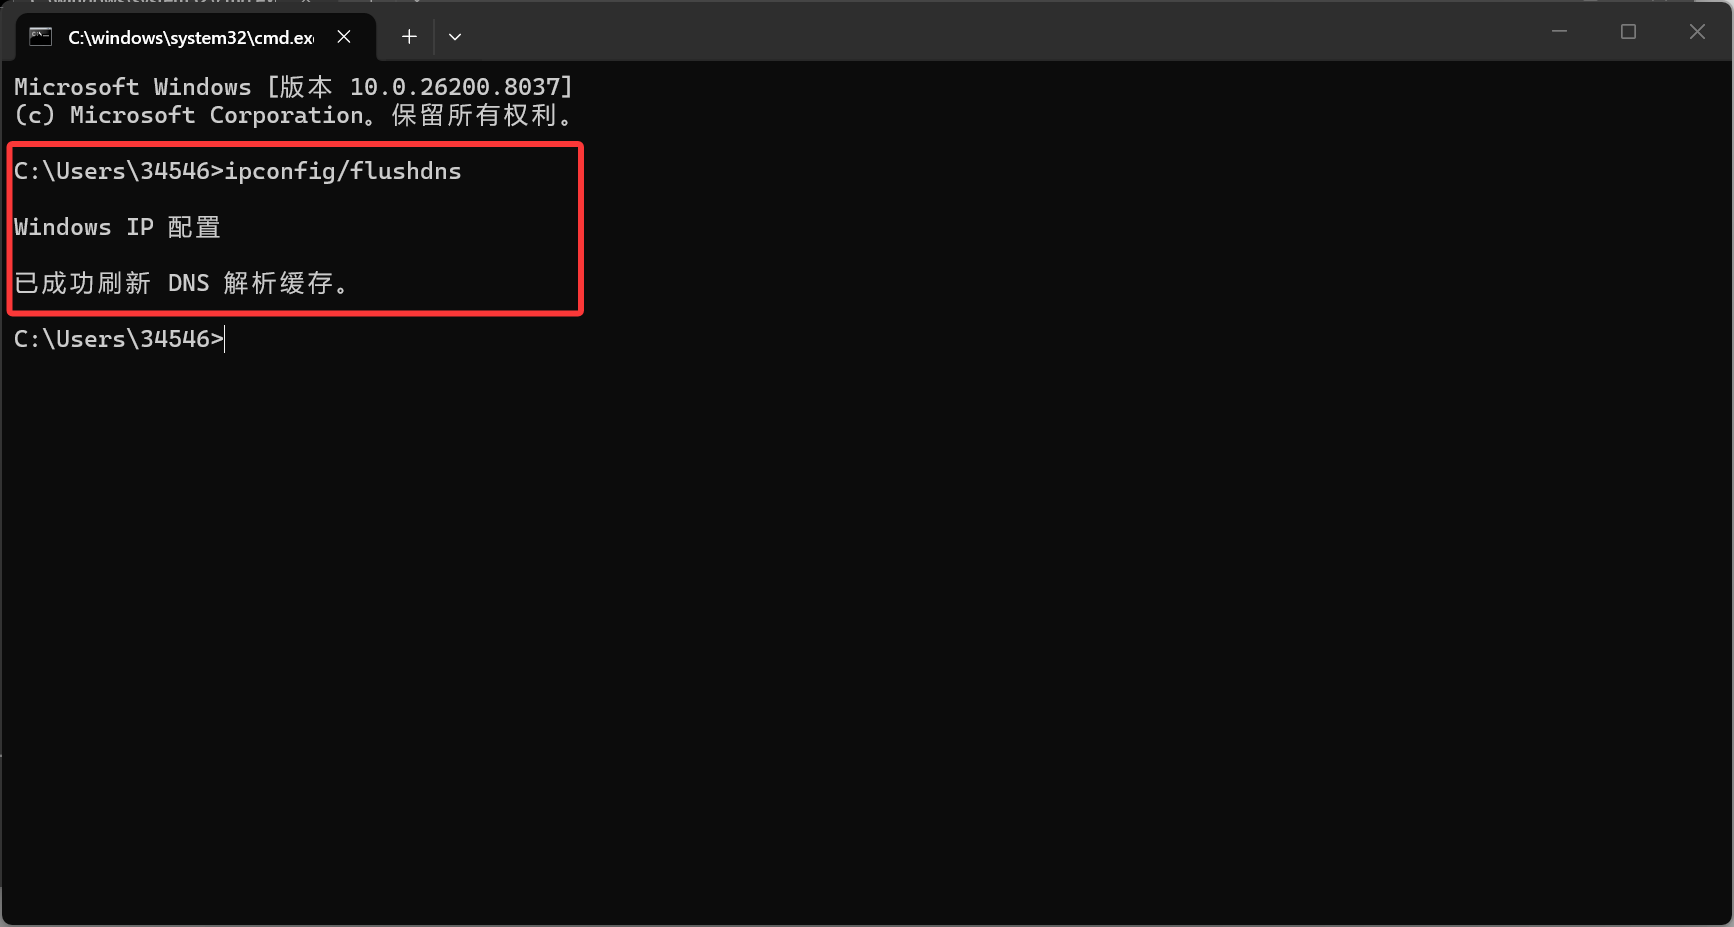 C:\windows\system32\cmd.exe
Microsoft Windows [版本 10.0.26200.8037]
(c) Microsoft Corporation。保留所有权利。
C:\Users\34546>ipconfig/flushdns
Windows IP 配置
已成功刷新 DNS 解析缓存。
C:\Users\34546>